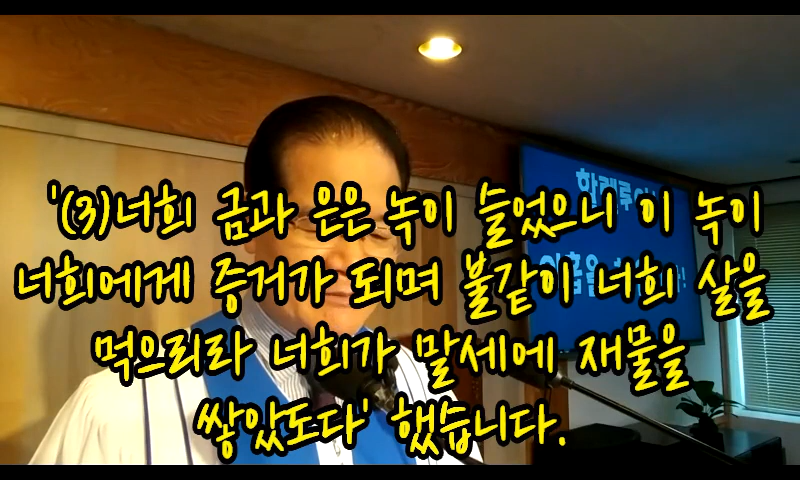 '(3)너희 금과 은은 녹이 슬었으니 이 녹이
너희에게 증거가 되며 불같이 너희 살을
먹으리라 너희가 말세에 재물을
쌓았도다' 했습니다.